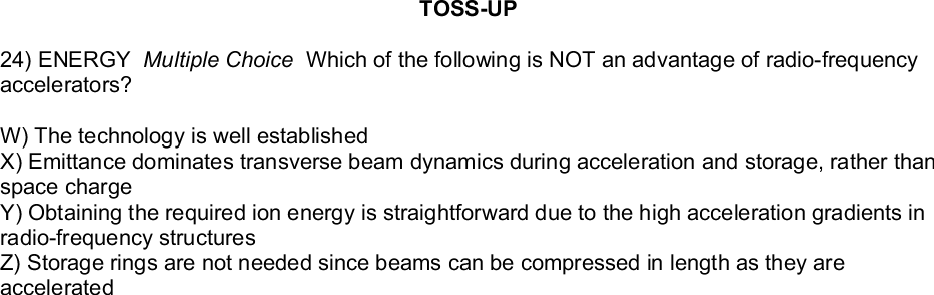 TOSS-UP
24) ENERGY Multiple Choice Which of the following is NOT an advantage of radio-frequency
accelerators?
W) The technology is well established
X) Emittance dominates transverse beam dynamics during acceleration and storage, rather than
space charge
Y) Obtaining the required ion energy is straightforward due to the high acceleration gradients in
radio-frequency structures
Z) Storage rings are not needed since beams can be compressed in length as they are
accelerated